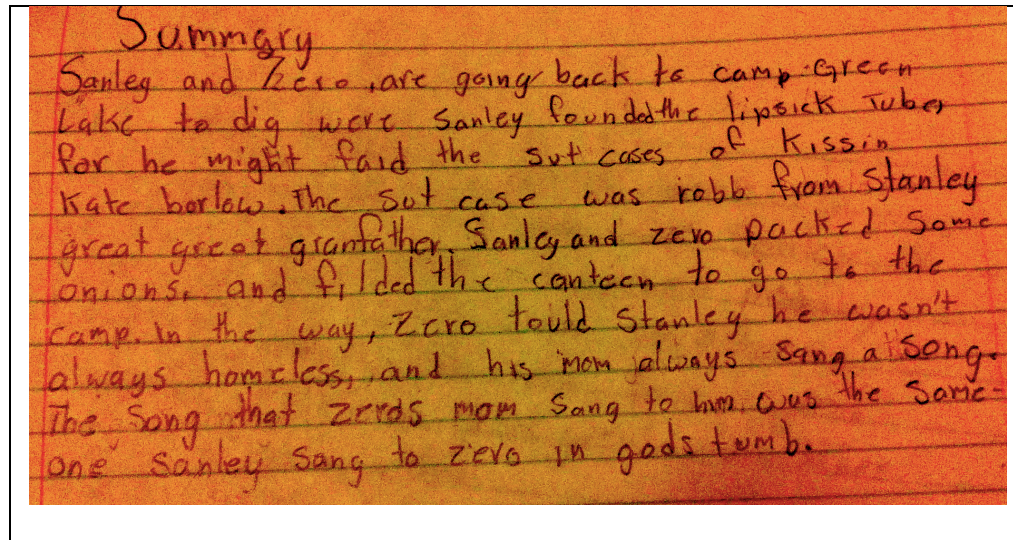 Summary
Sanley and Zero, are going back to camp Green
Lake to dig were Sanley founded the lipsick Tube,
for he might faid the sut cases of Kissin
Kate borlow. The Sut case was robb from Stanley
great great granfather. Sanley and zero packed some
onions, and filded the canteen to go to the
camp. In the way, Zero tould Stanley he wasn't
always homeless, and his mom always sang a song.
The Song that zeros mom Sang to him, was the Same-
one Sanley Sang to zero in gods tumb.